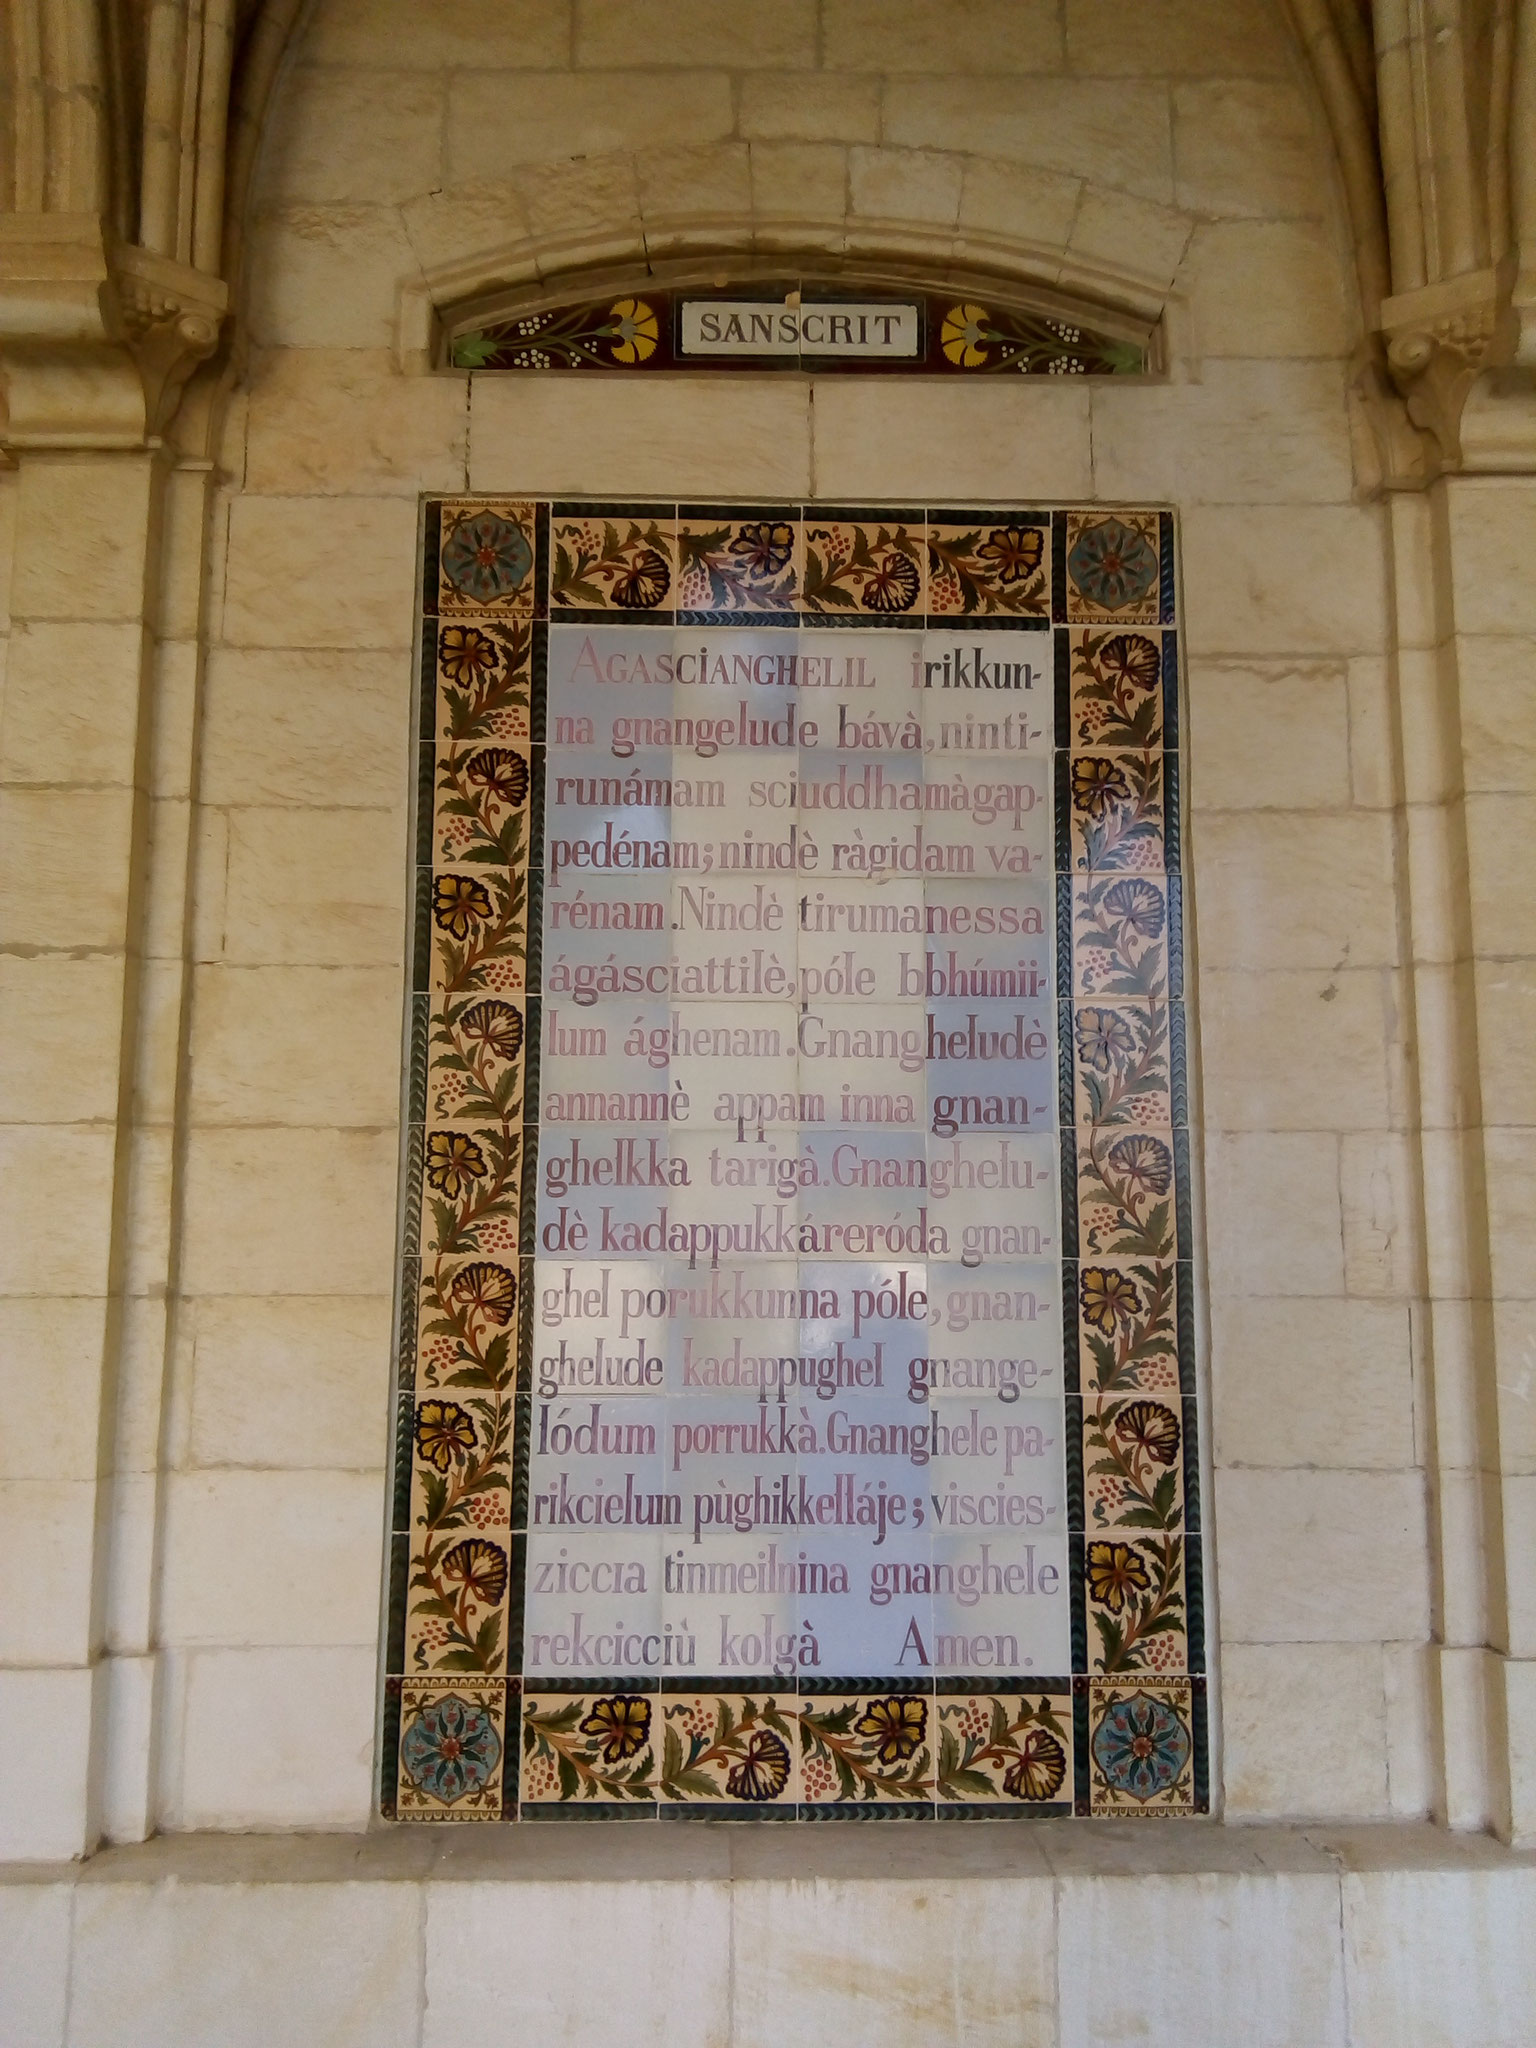 SANSCRIT
AGASCiANGHELIL irikkun-
na gnangelude bávà, ninti-
runámam sciuddhamàgap-
pedénam; nindè ràgidam va-
rénam. Nindè tirumanessa
ágásciattilè, póle bbhúmii-
lum ághenam. Gnangheludè
annannè appam inna gnan-
ghelkka tarigà. Gnanghelu-
dè kadappukkáreróda gnan-
ghel porukkunna póle, gnan-
ghelude kadappughel gnange-
lódum porrukkà. Gnanghele pa-
rikcielum pùghikkelláje; viscies-
ziccia tinmeilnina gnanghele
rekcicciù kolgà Amen.